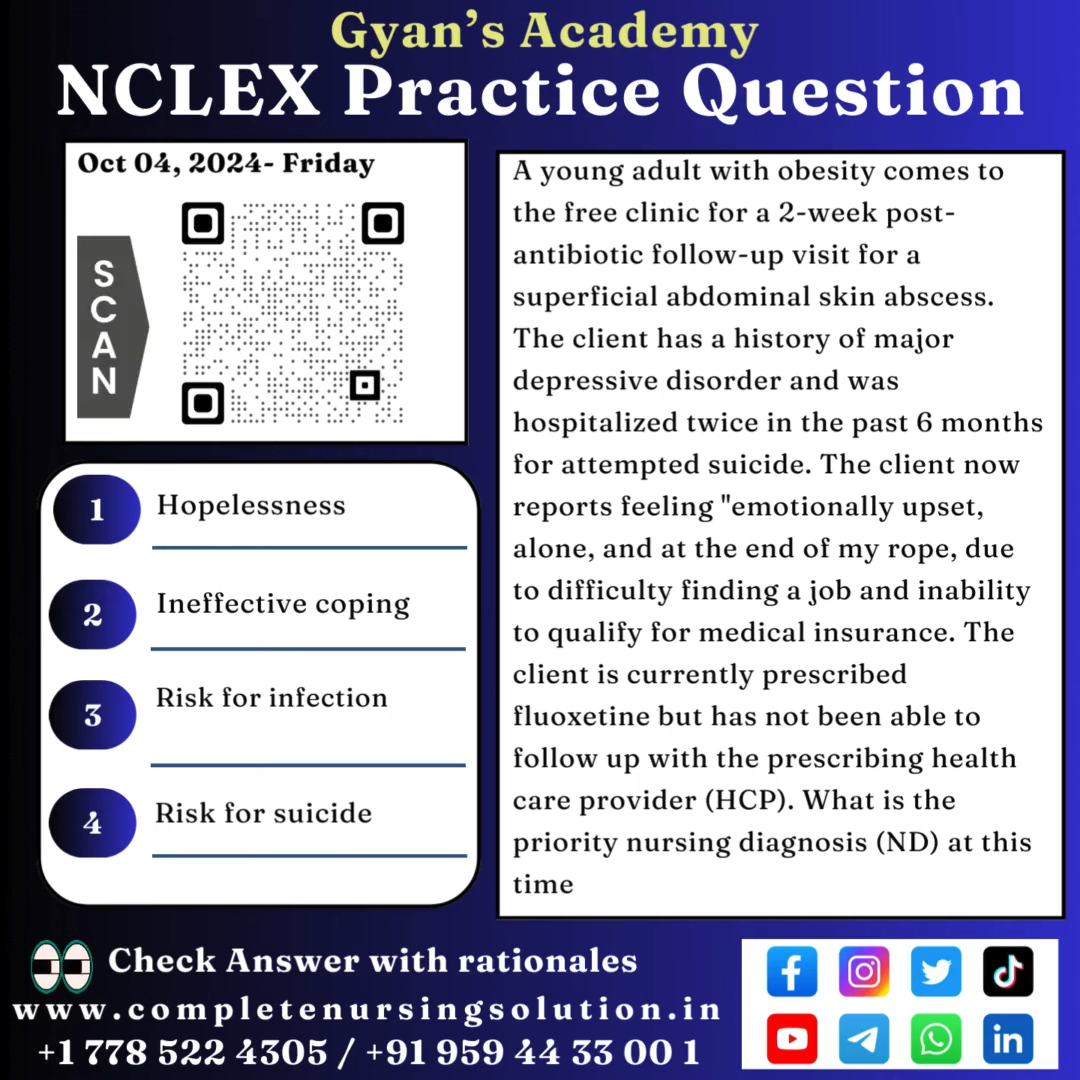 Gyan's Academy
NCLEX Practice Question
Oct 04, 2024- Friday
SCAN
1 Hopelessness
2 Ineffective coping
3 Risk for infection
4 Risk for suicide
A young adult with obesity comes to
the free clinic for a 2-week post-
antibiotic follow-up visit for a
superficial abdominal skin abscess.
The client has a history of major
depressive disorder and was
hospitalized twice in the past 6 months
for attempted suicide. The client now
reports feeling "emotionally upset,
alone, and at the end of my rope, due
to difficulty finding a job and inability
to qualify for medical insurance. The
client is currently prescribed
fluoxetine but has not been able to
follow up with the prescribing health
care provider (HCP). What is the
priority nursing diagnosis (ND) at this
time
Check Answer with rationales
www.completenursingsolution.in
+1 778 522 4305 / +91 959 44 33 00 1